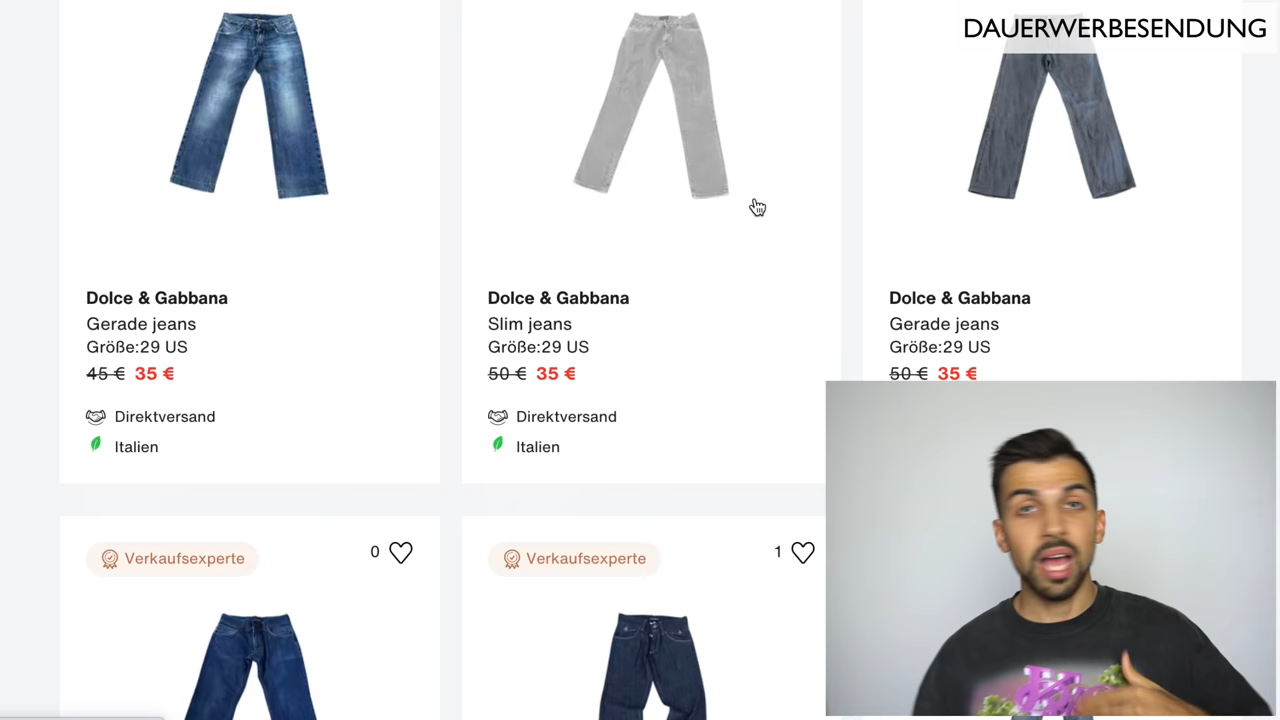 DAUERWERBESENDUNG
Dolce & Gabbana
Gerade jeans
Größe:29 US
45 € 35 €
Direktversand
Italien
Dolce & Gabbana
Slim jeans
Größe:29 US
50 € 35 €
Direktversand
Italien
Dolce & Gabbana
Gerade jeans
Größe:29 US
50 € 35 €
Verkaufsexperte
0
Verkaufsexperte
1